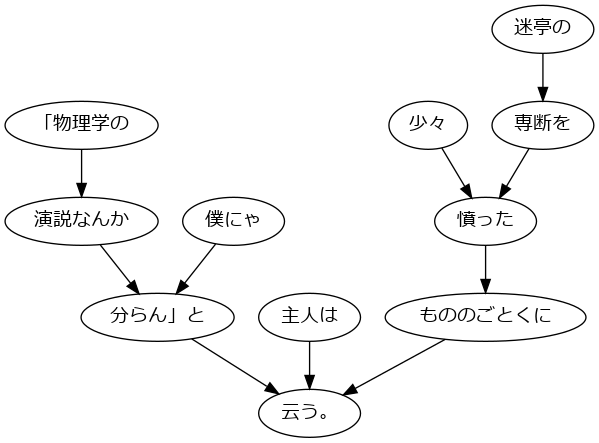 迷亭の
「物理学の
少々
専断を
演説なんか
僕にゃ
憤った
分らん」と
主人は
もののごとくに
云う。